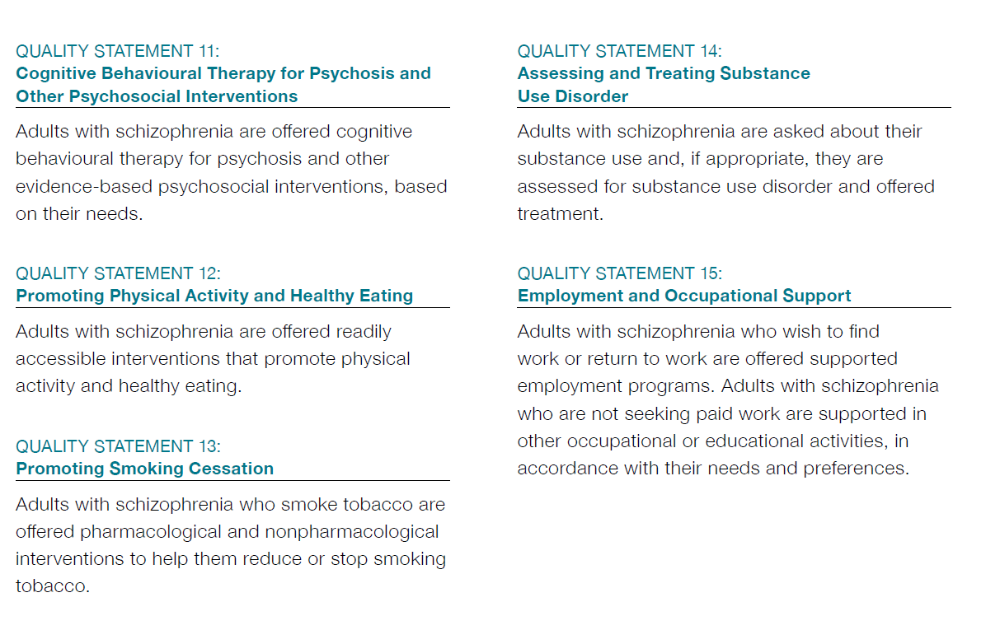 QUALITY STATEMENT 11:
Cognitive Behavioural Therapy for Psychosis and
Other Psychosocial Interventions
Adults with schizophrenia are offered cognitive
behavioural therapy for psychosis and other
evidence-based psychosocial interventions, based
on their needs.
QUALITY STATEMENT 12:
Promoting Physical Activity and Healthy Eating
Adults with schizophrenia are offered readily
accessible interventions that promote physical
activity and healthy eating.
QUALITY STATEMENT 13:
Promoting Smoking Cessation
Adults with schizophrenia who smoke tobacco are
offered pharmacological and nonpharmacological
interventions to help them reduce or stop smoking
tobacco.
QUALITY STATEMENT 14:
Assessing and Treating Substance
Use Disorder
Adults with schizophrenia are asked about their
substance use and, if appropriate, they are
assessed for substance use disorder and offered
treatment.
QUALITY STATEMENT 15:
Employment and Occupational Support
Adults with schizophrenia who wish to find
work or return to work are offered supported
employment programs. Adults with schizophrenia
who are not seeking paid work are supported in
other occupational or educational activities, in
accordance with their needs and preferences.